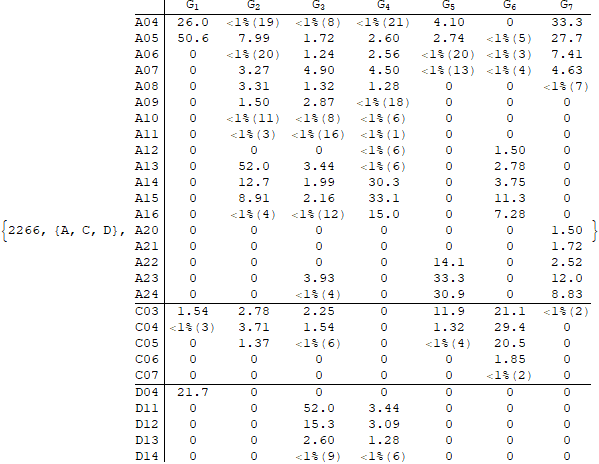 G1 G2 G3 G4 G5 G6 G7
A04 26.0 <1%(19) <1%(8) <1%(21) 4.10 0 33.3
A05 50.6 7.99 1.72 2.60 2.74 <1%(5) 27.7
A06 0 <1%(20) 1.24 2.56 <1%(20) <1%(3) 7.41
A07 0 3.27 4.90 4.50 <1%(13) <1%(4) 4.63
A08 0 3.31 1.32 1.28 0 0 <1%(7)
A09 0 1.50 2.87 <1%(18) 0 0 0
A10 0 <1%(11) <1%(8) <1%(6) 0 0 0
A11 0 <1%(3) <1%(16) <1%(1) 0 0 0
A12 0 0 0 <1%(6) 0 1.50 0
A13 0 52.0 3.44 <1%(6) 0 2.78 0
A14 0 12.7 1.99 30.3 0 3.75 0
A15 0 8.91 2.16 33.1 0 11.3 0
A16 0 <1%(4) <1%(12) 15.0 0 7.28 0
{2266, {A, C, D}, A20 0 0 0 0 0 0 1.50 }
A21 0 0 0 0 0 0 1.72
A22 0 0 0 0 14.1 0 2.52
A23 0 0 3.93 0 33.3 0 12.0
A24 0 0 <1%(4) 0 30.9 0 8.83
C03 1.54 2.78 2.25 0 11.9 21.1 <1%(2)
C04 <1%(3) 3.71 1.54 0 1.32 29.4 0
C05 0 1.37 <1%(6) 0 <1%(4) 20.5 0
C06 0 0 0 0 0 1.85 0
C07 0 0 0 0 0 <1%(2) 0
D04 21.7 0 0 0 0 0 0
D11 0 0 52.0 3.44 0 0 0
D12 0 0 15.3 3.09 0 0 0
D13 0 0 2.60 1.28 0 0 0
D14 0 0 <1%(9) <1%(6) 0 0 0